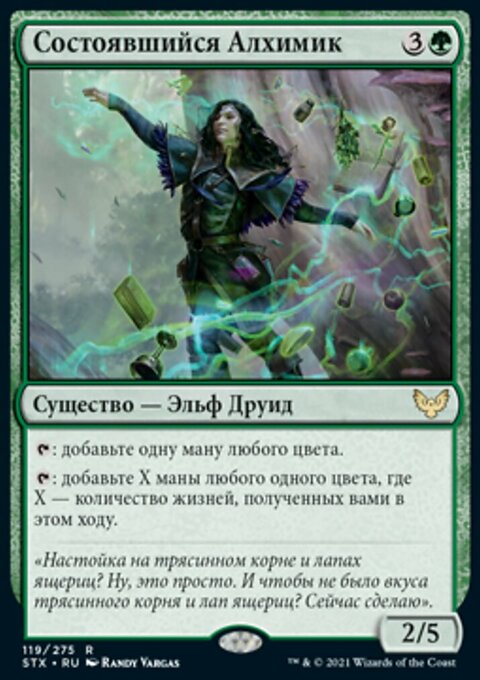 Состоявшийся Алхимик 3
Существо — Эльф Друид
: добавьте одну ману любого цвета.
: добавьте X маны любого одного цвета, где
X — количество жизней, полученных вами в
этом ходу.
«Настойка на трясинном корне и лапах
ящериц? Ну, это просто. И чтобы не было вкуса
трясинного корня и лап ящериц? Сейчас сделаю».
2/5
119/275 R
STX • RU RANDY VARGAS
™ & © 2021 Wizards of the Coast